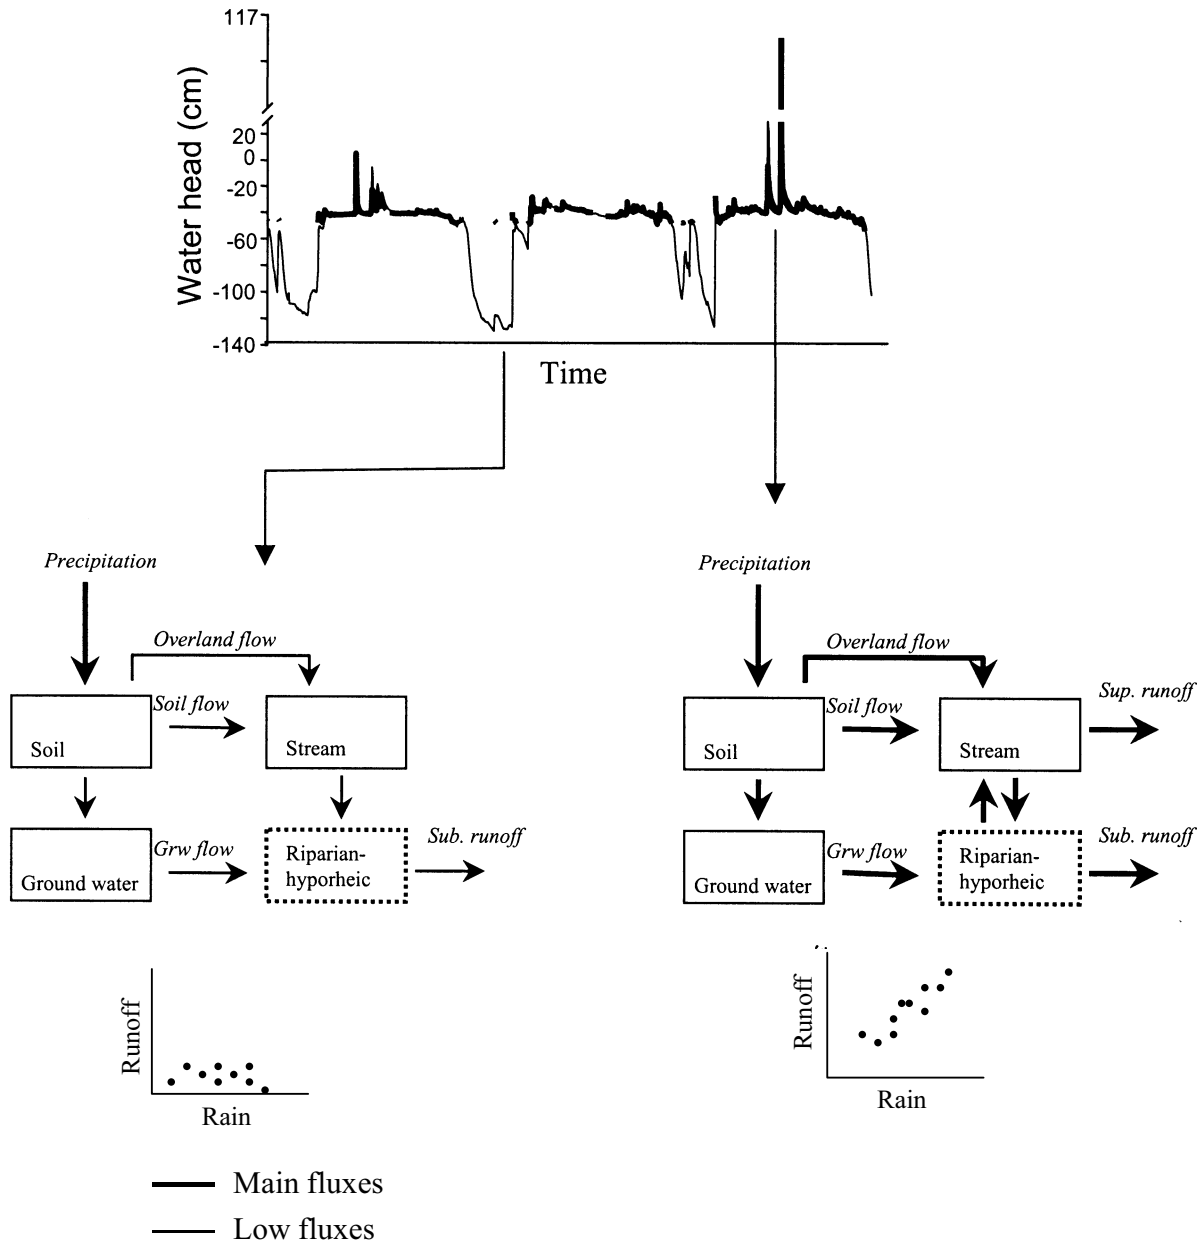 117
20
0
-20
-60
-100
-140
Water head (cm)
Time
Precipitation
Overland flow
Soil flow
Soil
Stream
Grw flow
Ground water
Riparian-
hyporheic
Sub. runoff
Precipitation
Overland flow
Soil flow
Sup. runoff
Soil
Stream
Grw flow
Ground water
Riparian-
hyporheic
Sub. runoff
Runoff
Rain
Runoff
Rain
Main fluxes
Low fluxes